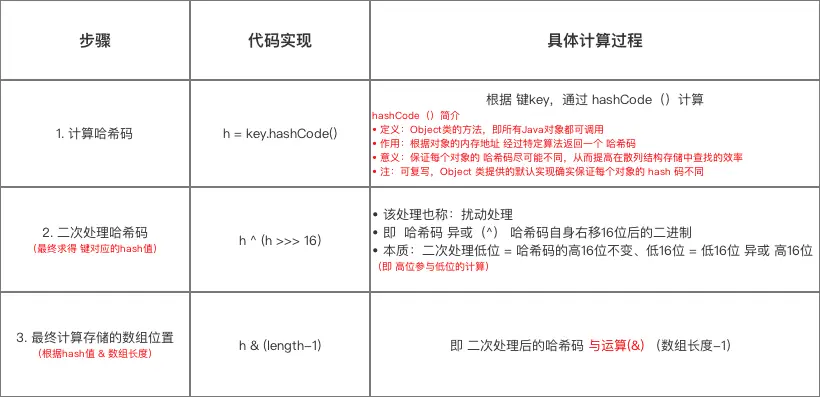 步骤
代码实现
具体计算过程
1. 计算哈希码
h = key.hashCode()
根据 键key，通过 hashCode（）计算
hashCode（）简介
• 定义：Object类的方法，即所有Java对象都可调用
• 作用：根据对象的内存地址 经过特定算法返回一个 哈希码
• 意义：保证每个对象的 哈希码尽可能不同，从而提高在散列结构存储中查找的效率
• 注：可复写，Object 类提供的默认实现确实保证每个对象的 hash 码不同
2. 二次处理哈希码
（最终求得 键对应的hash值）
h ^ (h >>> 16)
• 该处理也称：扰动处理
• 即 哈希码 异或（^） 哈希码自身右移16位后的二进制
• 本质：二次处理低位 = 哈希码的高16位不变、低16位 = 低16位 异或 高16位
（即 高位参与低位的计算）
3. 最终计算存储的数组位置
（根据hash值 & 数组长度）
h & (length-1)
即 二次处理后的哈希码 与运算(&) （数组长度-1）